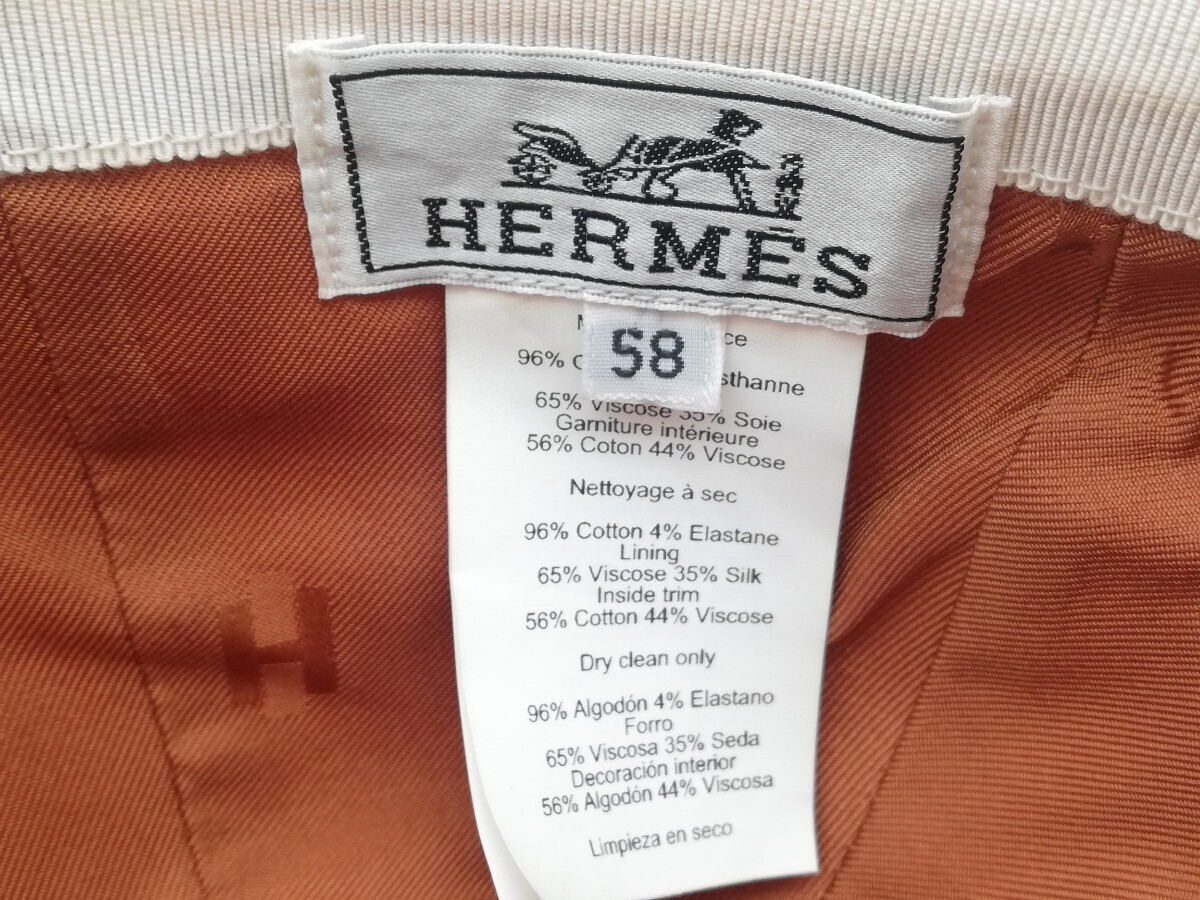 HERMÈS
58
96%
65% Viscose 35% Soie
Garniture intérieure
56% Coton 44% Viscose
Nettoyage à sec
96% Cotton 4% Elastane
Lining
65% Viscose 35% Silk
Inside trim
56% Cotton 44% Viscose
Dry clean only
96% Algodón 4% Elastano
Forro
65% Viscosa 35% Seda
Decoración interior
56% Algodón 44% Viscosa
Limpieza en seco
H